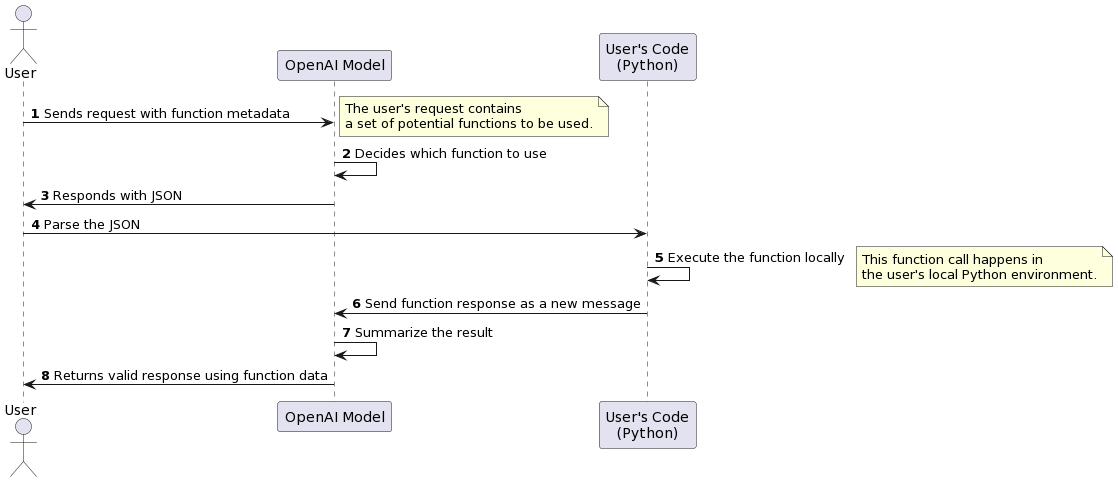 User
OpenAI Model
User's Code
(Python)
1 Sends request with function metadata
The user's request contains
a set of potential functions to be used.
2 Decides which function to use
3 Responds with JSON
4 Parse the JSON
5 Execute the function locally
This function call happens in
the user's local Python environment.
6 Send function response as a new message
7 Summarize the result
8 Returns valid response using function data
User
OpenAI Model
User's Code
(Python)